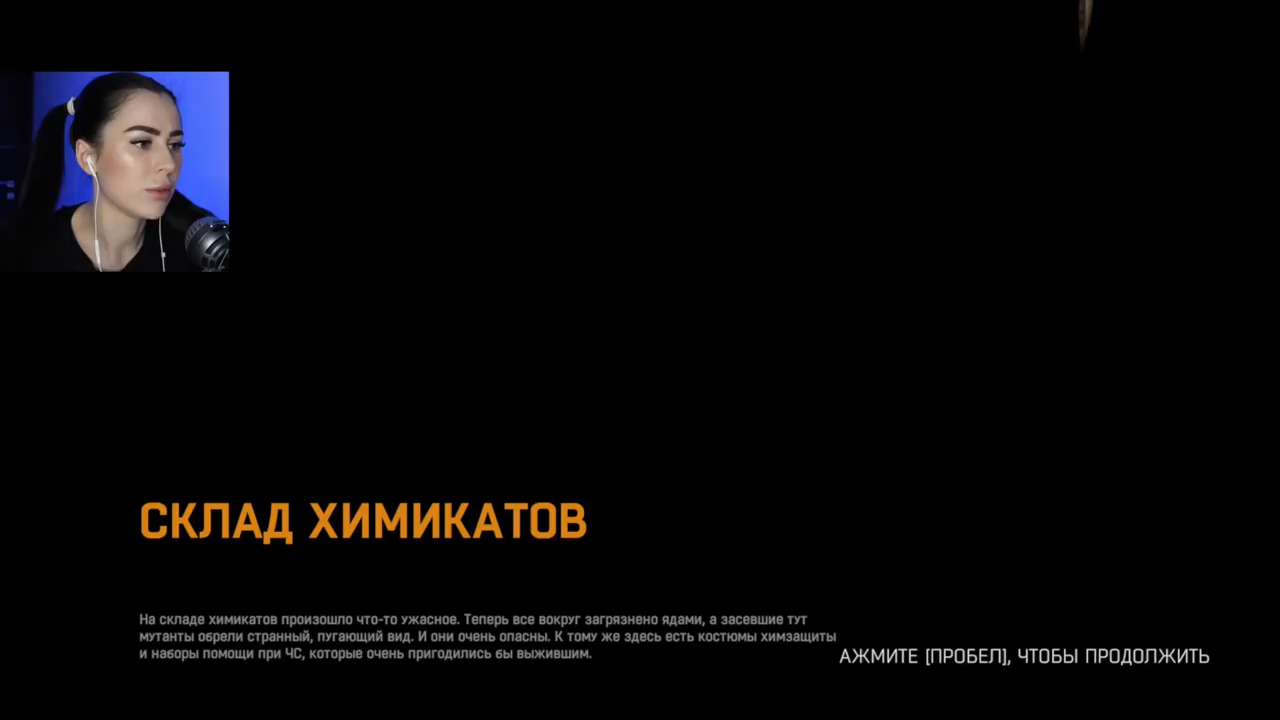 СКЛАД ХИМИКАТОВ
На складе химикатов произошло что-то ужасное. Теперь все вокруг загрязнено ядами, а засевшие тут
мутанты обрели странный, пугающий вид. И они очень опасны. К тому же здесь есть костюмы химзащиты
и наборы помощи при ЧС, которые очень пригодились бы выжившим.
АЖМИТЕ [ПРОБЕЛ], ЧТОБЫ ПРОДОЛЖИТЬ